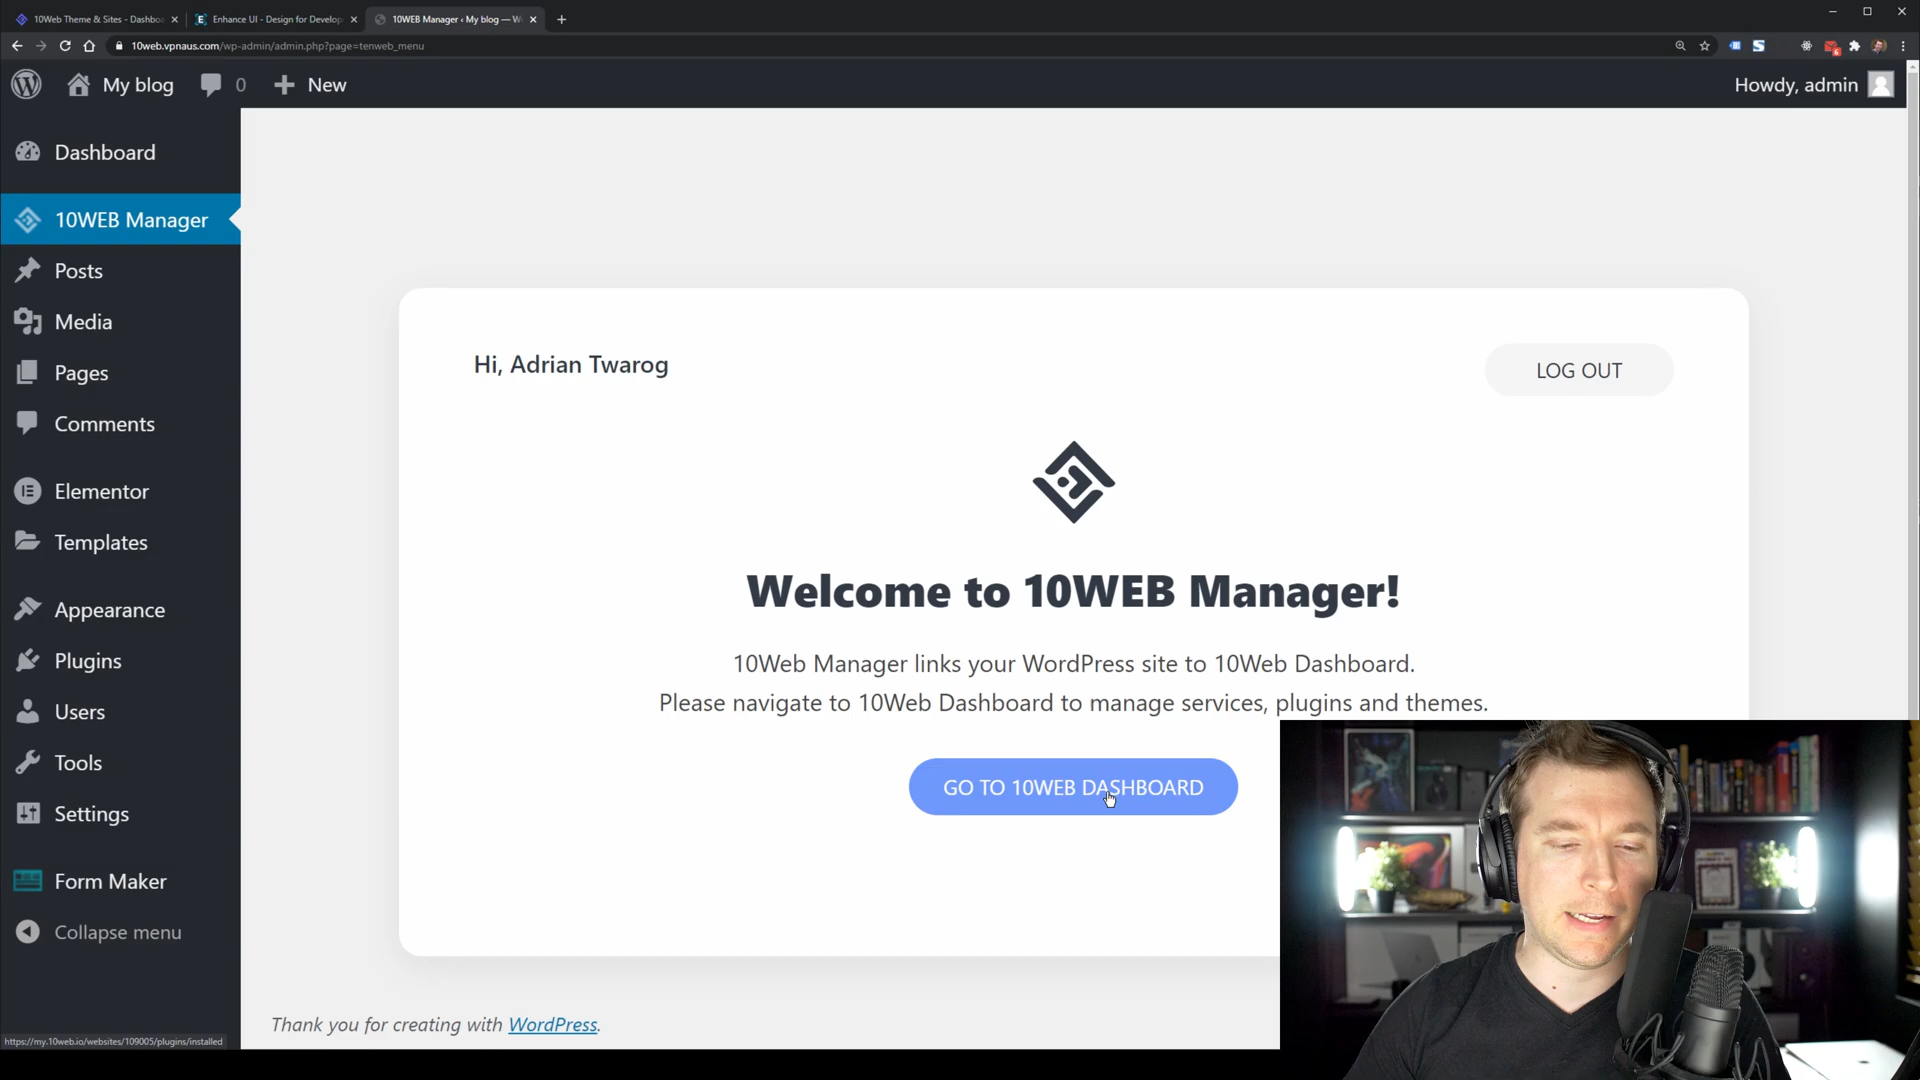 10Web Theme & Sites - Dashbo
Enhance UI - Design for Develop
10WEB Manager ‹ My blog — W
10web.vpnaus.com/wp-admin/admin.php?page=tenweb_menu
6
My blog
0
New
Howdy, admin
Dashboard
10WEB Manager
Posts
Media
Pages
Comments
Elementor
Templates
Appearance
Plugins
Users
Tools
Settings
Form Maker
Collapse menu
Hi, Adrian Twarog
LOG OUT
Welcome to 10WEB Manager!
10Web Manager links your WordPress site to 10Web Dashboard.
Please navigate to 10Web Dashboard to manage services, plugins and themes.
GO TO 10WEB DASHBOARD
Thank you for creating with WordPress.
https://my.10web.io/websites/109005/plugins/installed